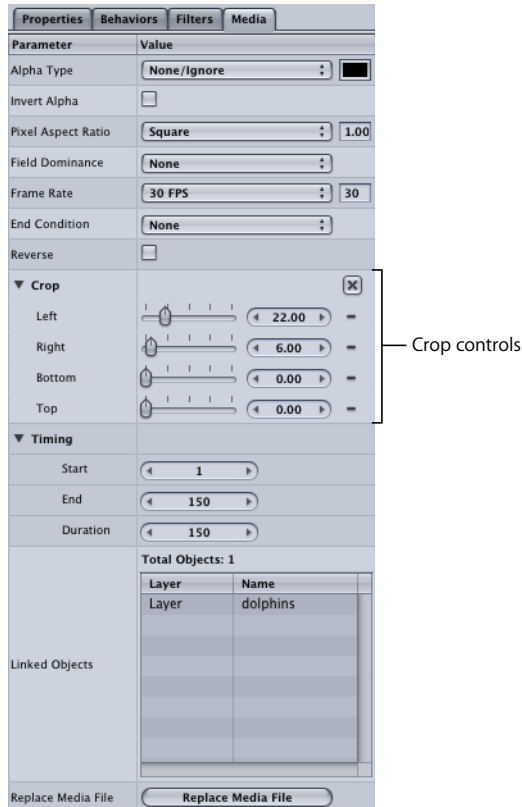 Properties Behaviors Filters Media
Parameter Value
Alpha Type None/Ignore
Invert Alpha
Pixel Aspect Ratio Square 1.00
Field Dominance None
Frame Rate 30 FPS 30
End Condition None
Reverse
▼ Crop
Left 22.00
Right 6.00
Crop controls
Bottom 0.00
Top 0.00
▼ Timing
Start 1
End 150
Duration 150
Total Objects: 1
Layer Name
Layer dolphins
Linked Objects
Replace Media File Replace Media File